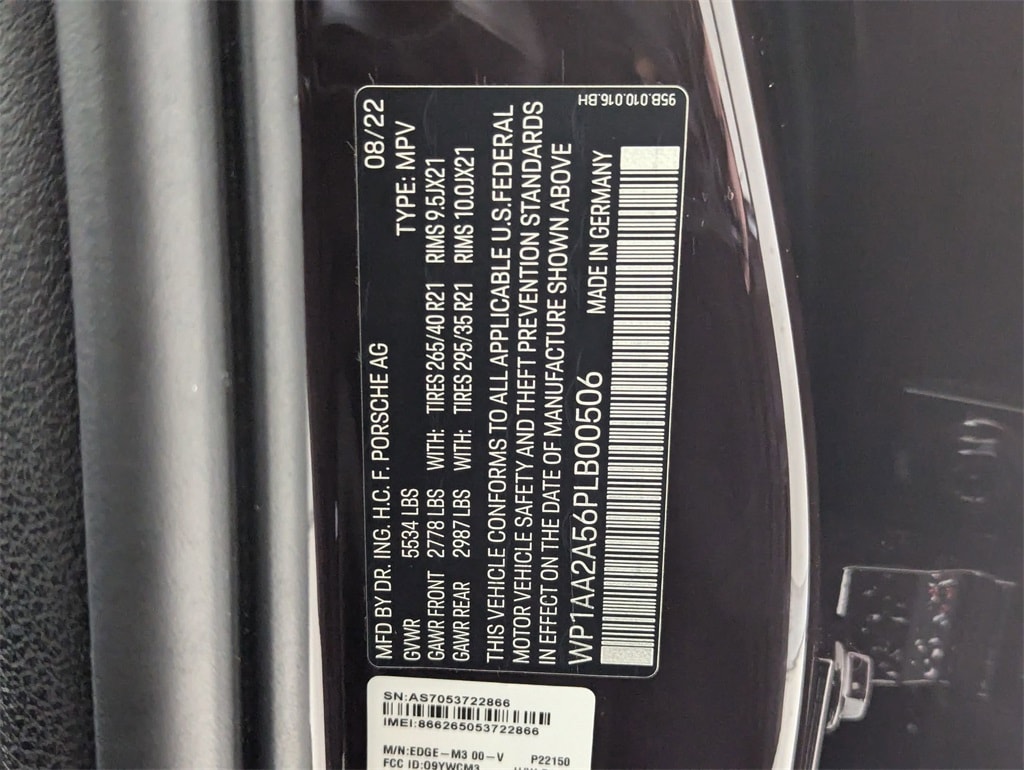 MFD BY DR. ING. H.C. F. PORSCHE AG 08/22
GVWR 5534 LBS TYPE: MPV
GAWR FRONT 2778 LBS WITH: TIRES 265/40 R21 RIMS 9.5JX21
GAWR REAR 2987 LBS WITH: TIRES 295/35 R21 RIMS 10.0JX21
THIS VEHICLE CONFORMS TO ALL APPLICABLE U.S. FEDERAL
MOTOR VEHICLE SAFETY AND THEFT PREVENTION STANDARDS
IN EFFECT ON THE DATE OF MANUFACTURE SHOWN ABOVE
WP1AA2A56PLB00506 MADE IN GERMANY
95B.010.016.BH
SN:AS7053722866
IMEI:866265053722866
M/N:EDGE-M3 00-V P22150
FCC ID:O9YWCM3